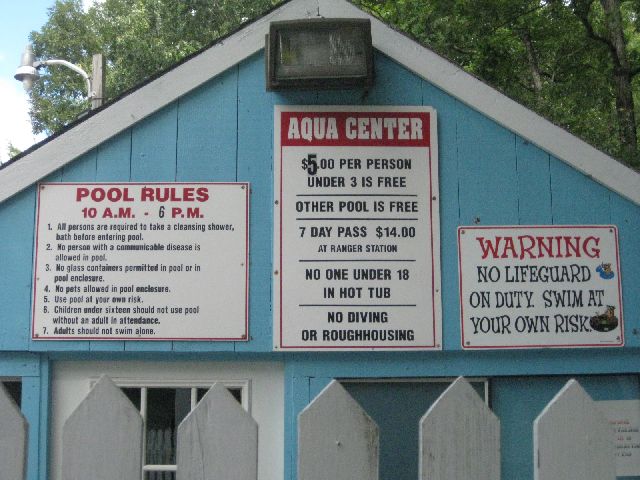 POOL RULES
10 A.M. - 6 P.M.
1. All persons are required to take a cleansing shower,
bath before entering pool.
2. No person with a communicable disease is
allowed in pool.
3. No glass containers permitted in pool or in
pool enclosure.
4. No pets allowed in pool enclosure.
5. Use pool at your own risk.
6. Children under sixteen should not use pool
without an adult in attendance.
7. Adults should not swim alone.
AQUA CENTER
$5.00 PER PERSON
UNDER 3 IS FREE
OTHER POOL IS FREE
7 DAY PASS $14.00
AT RANGER STATION
NO ONE UNDER 18
IN HOT TUB
NO DIVING
OR ROUGHHOUSING
WARNING
NO LIFEGUARD
ON DUTY. SWIM AT
YOUR OWN RISK